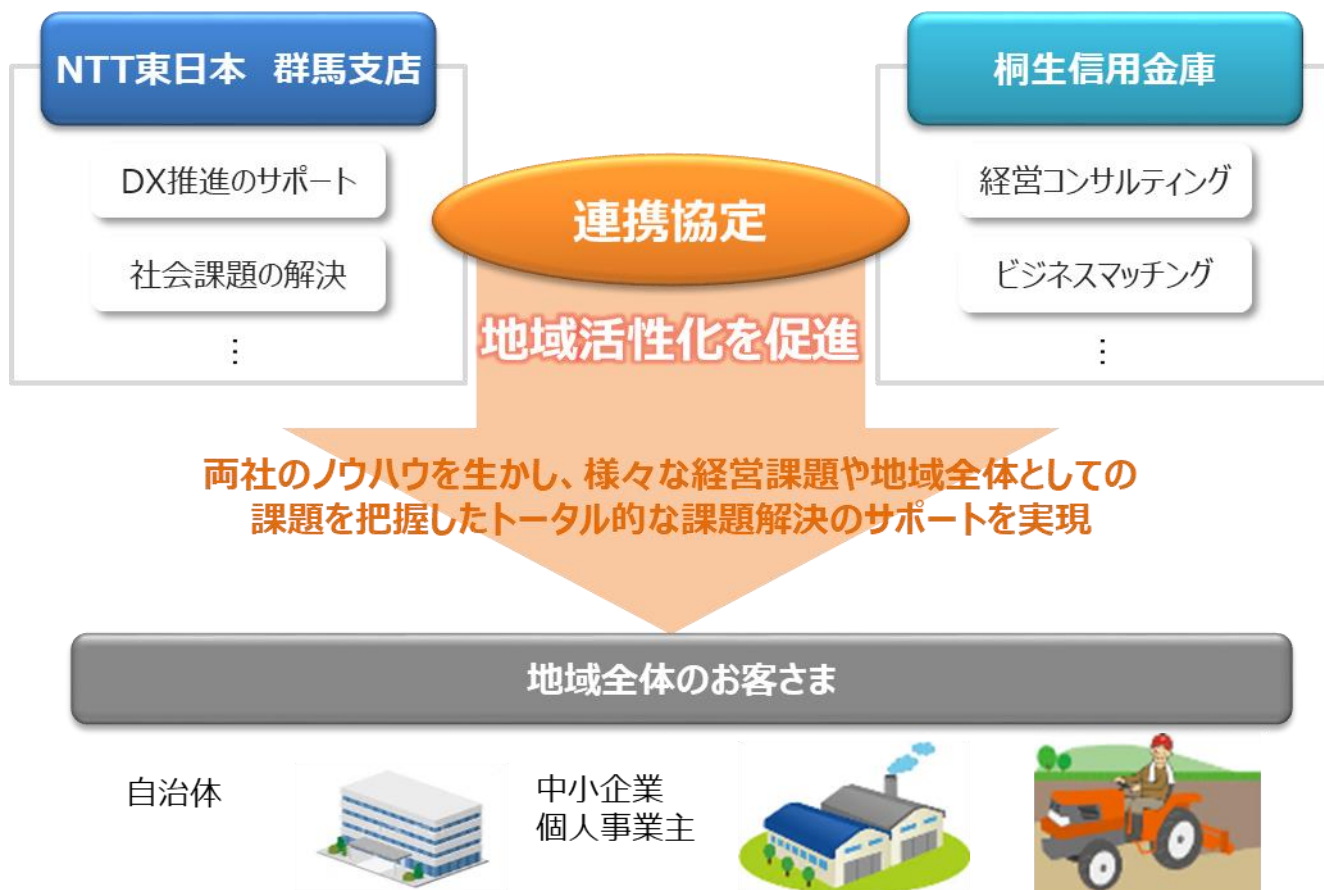 NTT東日本 群馬支店
DX推進のサポート
社会課題の解決
⋮
桐生信用金庫
経営コンサルティング
ビジネスマッチング
⋮
連携協定
地域活性化を促進
両社のノウハウを生かし、様々な経営課題や地域全体としての
課題を把握したトータル的な課題解決のサポートを実現
地域全体のお客さま
自治体
中小企業
個人事業主